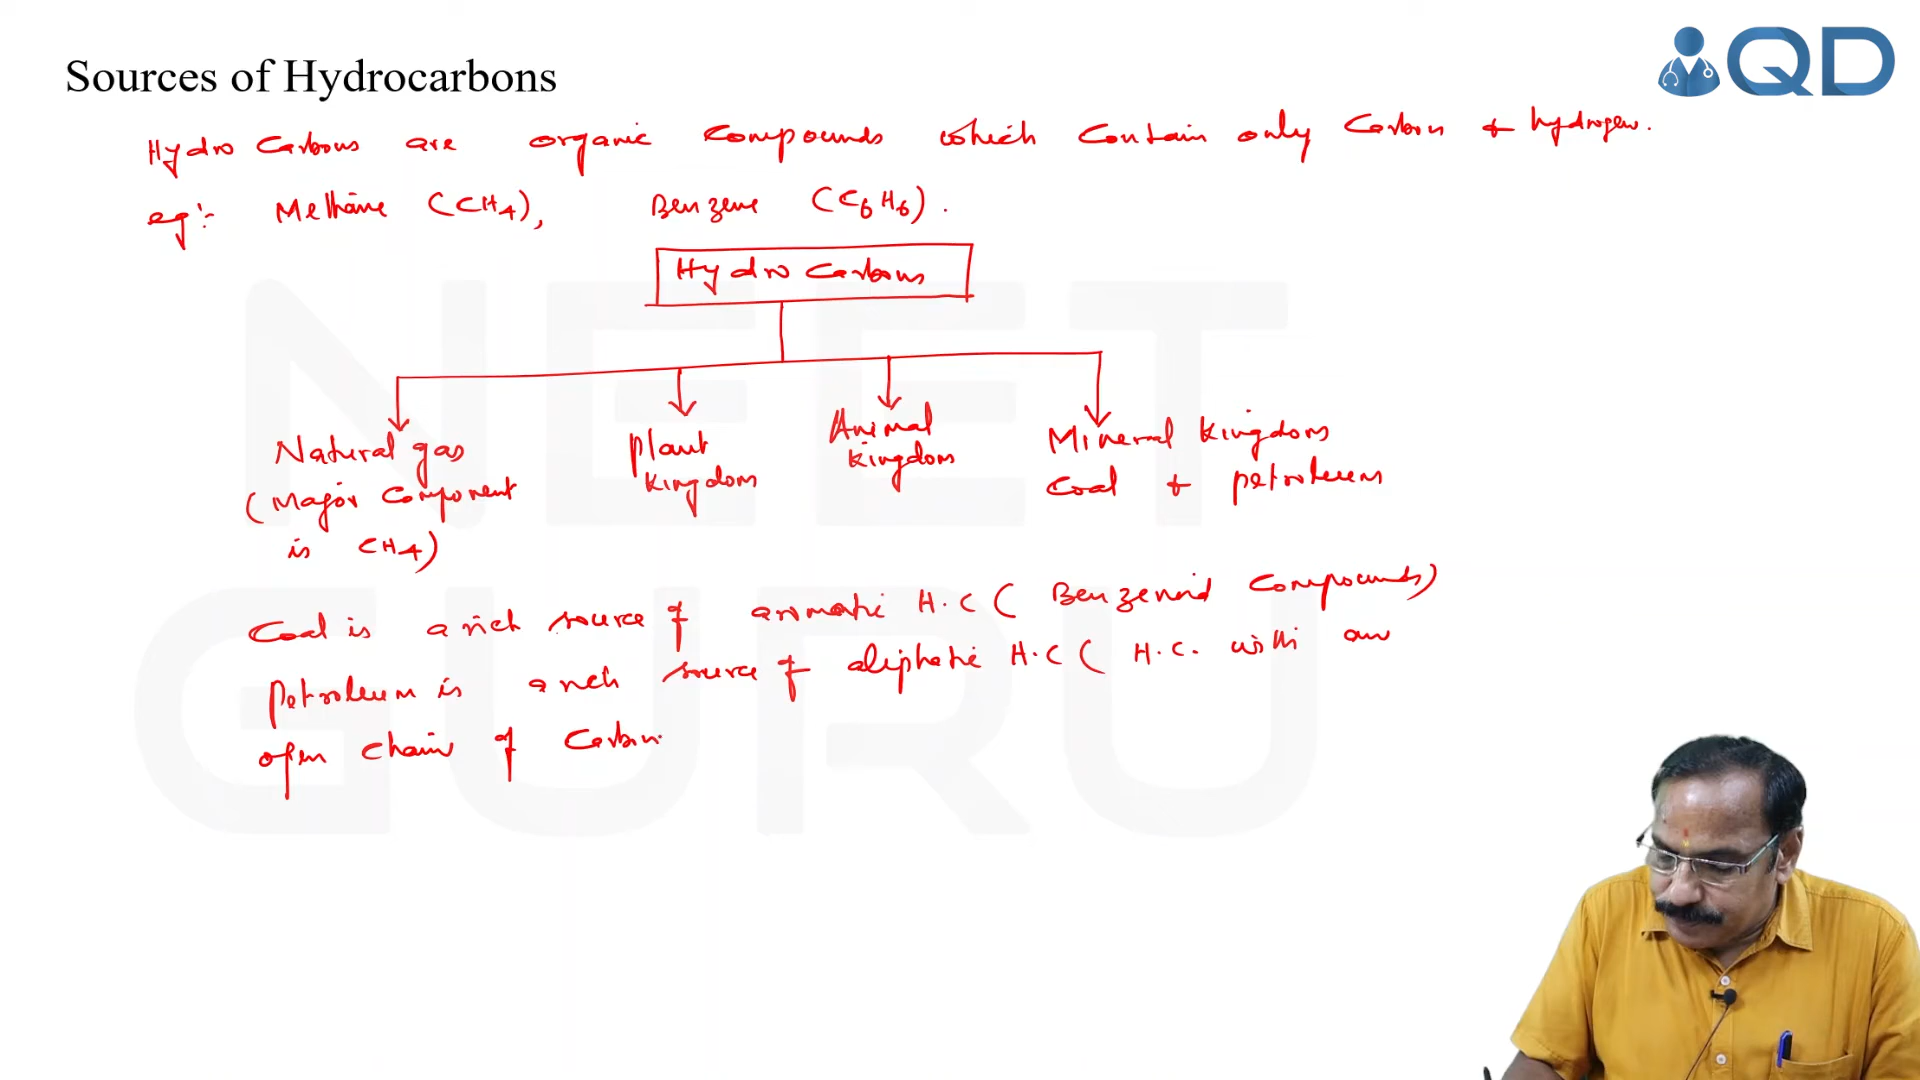 QD
Sources of Hydrocarbons
Hydro Carbons are organic compounds which contain only Carbon & hydrogen.
eg:- Methane (CH4), Benzene (C6H6).
Hydro Carbons
Natural gas
(Major component
is CH4)
Plant
kingdom
Animal
kingdom
Mineral kingdom
Coal & petroleum
Coal is a rich source of aromatic H.C ( Benzenoid Compounds)
Petroleum is a rich source of aliphatic H.C ( H.C. with an
open chain of Carbon
NEET
GURU